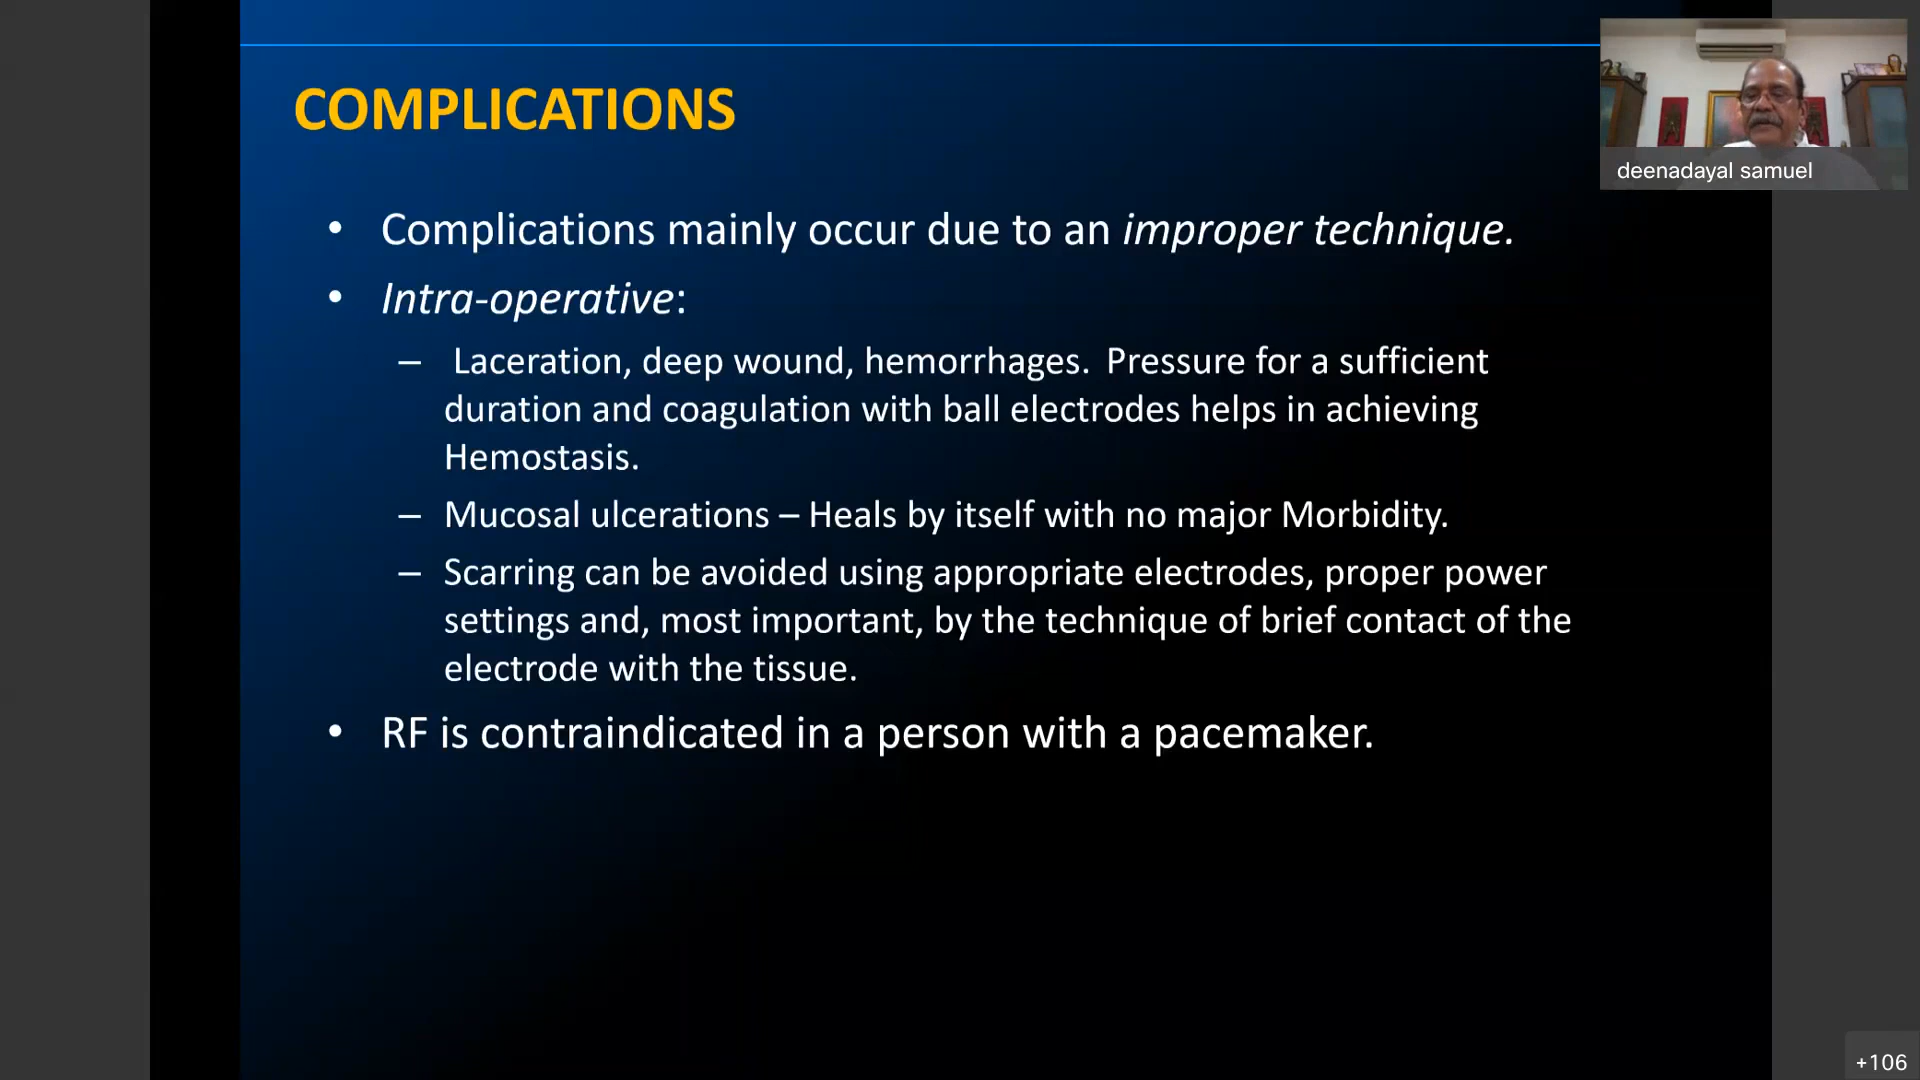 COMPLICATIONS
deenadayal samuel
• Complications mainly occur due to an improper technique.
• Intra-operative:
– Laceration, deep wound, hemorrhages. Pressure for a sufficient
duration and coagulation with ball electrodes helps in achieving
Hemostasis.
– Mucosal ulcerations – Heals by itself with no major Morbidity.
– Scarring can be avoided using appropriate electrodes, proper power
settings and, most important, by the technique of brief contact of the
electrode with the tissue.
• RF is contraindicated in a person with a pacemaker.
+106